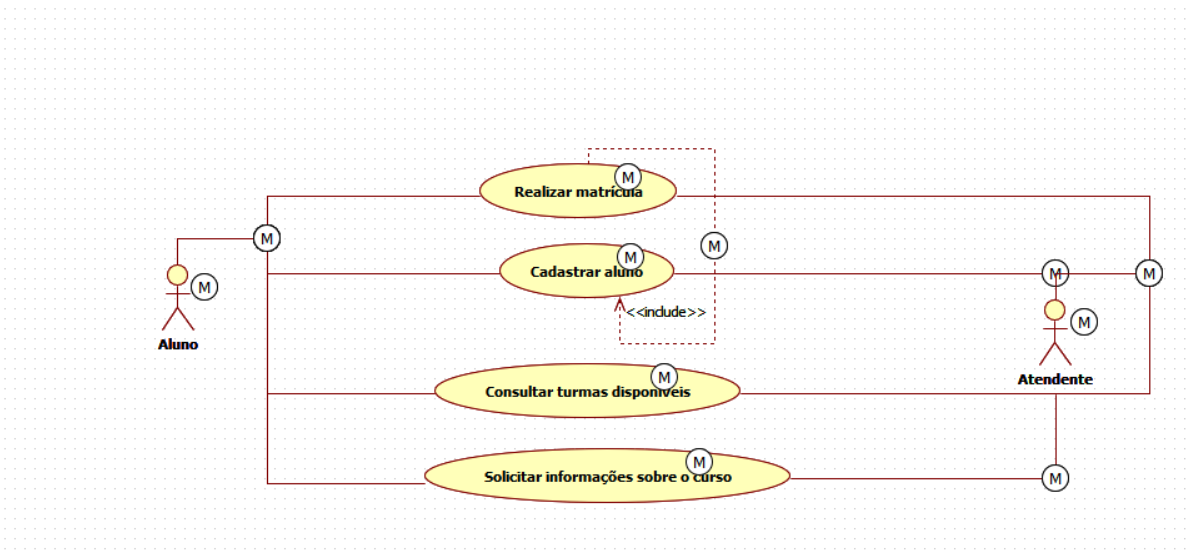 M
Realizar matrícula
M
M
Cadastrar aluno
M
M
M
M
M
<<include>>
M
Aluno
Atendente
M
Consultar turmas disponíveis
M
Solicitar informações sobre o curso
M